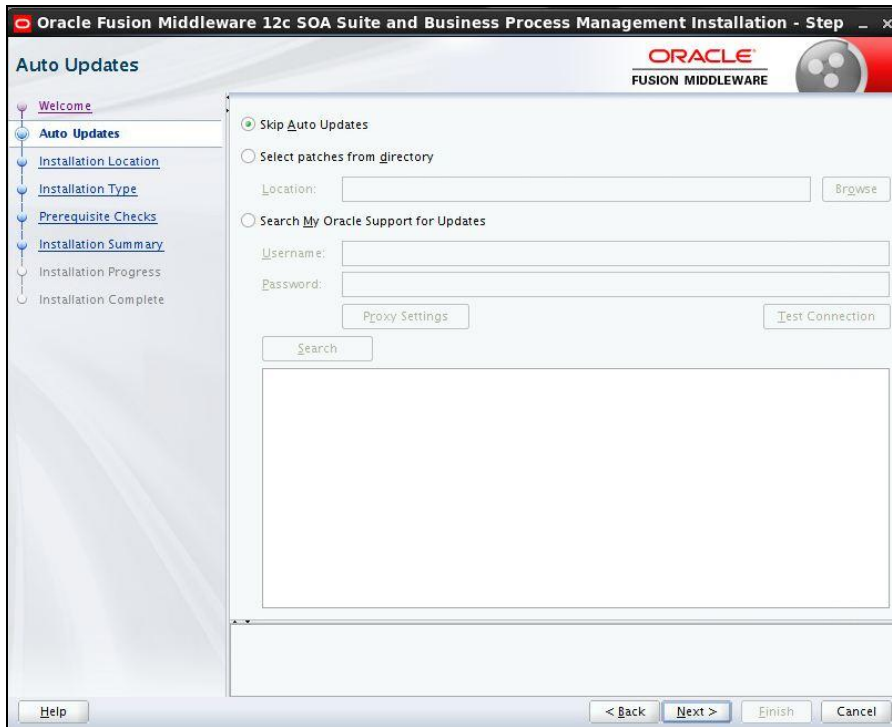 Oracle Fusion Middleware 12c SOA Suite and Business Process Management Installation - Step
Auto Updates
ORACLE
FUSION MIDDLEWARE
Welcome
Auto Updates
Installation Location
Installation Type
Prerequisite Checks
Installation Summary
Installation Progress
Installation Complete
Skip Auto Updates
Select patches from directory
Location:
Browse
Search My Oracle Support for Updates
Username:
Password:
Proxy Settings
Test Connection
Search
Help
< Back
Next >
Finish
Cancel